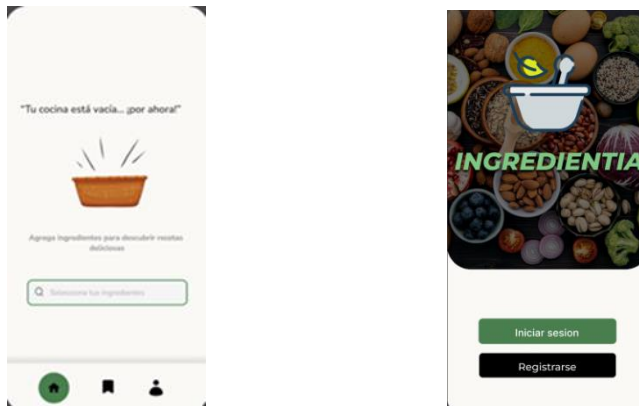 "Tu cocina está vacía... ¡por ahora!"
Agrega ingredientes para descubrir recetas
deliciosas
Selecciona tus ingredientes
INGREDIENTIA
Iniciar sesion
Registrarse